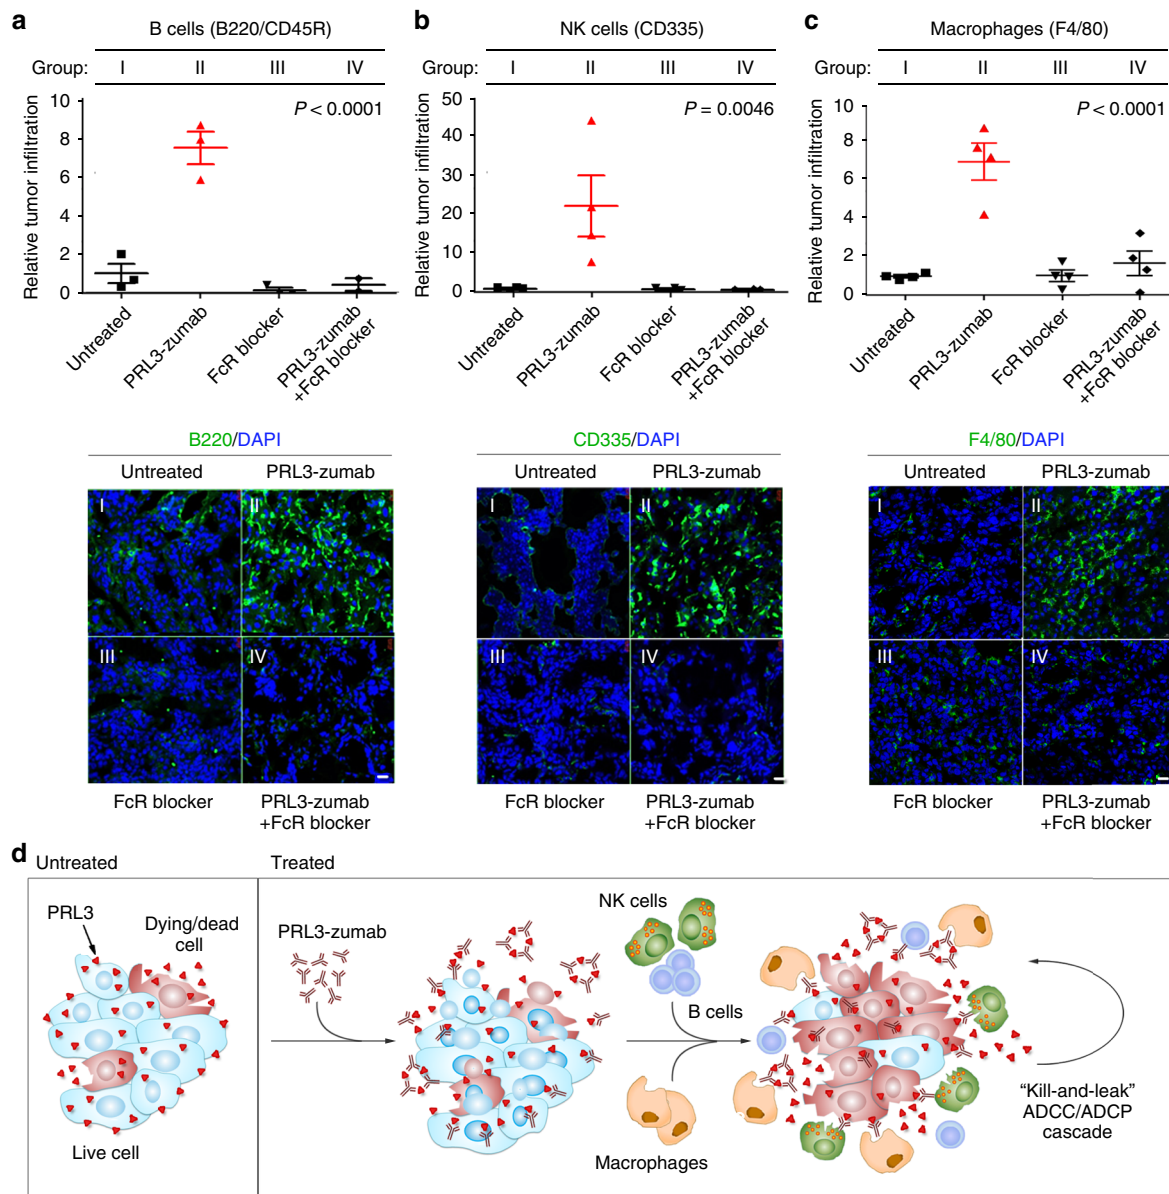 a
B cells (B220/CD45R)
Group: I II III IV
P < 0.0001
Relative tumor infiltration
10
8
6
4
2
0
Untreated
PRL3-zumab
FcR blocker
PRL3-zumab
+FcR blocker
b
NK cells (CD335)
Group: I II III IV
P = 0.0046
Relative tumor infiltration
50
40
30
20
10
0
Untreated
PRL3-zumab
FcR blocker
PRL3-zumab
+FcR blocker
c
Macrophages (F4/80)
Group: I II III IV
P < 0.0001
Relative tumor infiltration
10
8
6
4
2
0
Untreated
PRL3-zumab
FcR blocker
PRL3-zumab
+FcR blocker
B220/DAPI
Untreated PRL3-zumab
I II
III IV
FcR blocker PRL3-zumab
+FcR blocker
CD335/DAPI
Untreated PRL3-zumab
I II
III IV
FcR blocker PRL3-zumab
+FcR blocker
F4/80/DAPI
Untreated PRL3-zumab
I II
III IV
FcR blocker PRL3-zumab
+FcR blocker
d
Untreated
Treated
PRL3
Dying/dead
cell
Live cell
PRL3-zumab
NK cells
B cells
Macrophages
"Kill-and-leak"
ADCC/ADCP
cascade